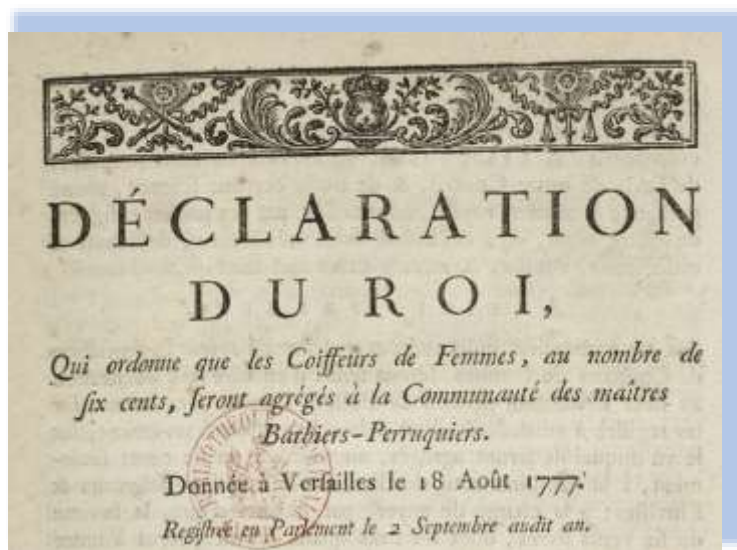 DÉCLARATION
DU ROI,
Qui ordonne que les Coiffeurs de Femmes, au nombre de
ſix cents, ſeront agrégés à la Communauté des maîtres
Barbiers-Perruquiers.
Donnée à Verſailles le 18 Août 1777.
Regiſtrée en Parlement le 2 Septembre audit an.